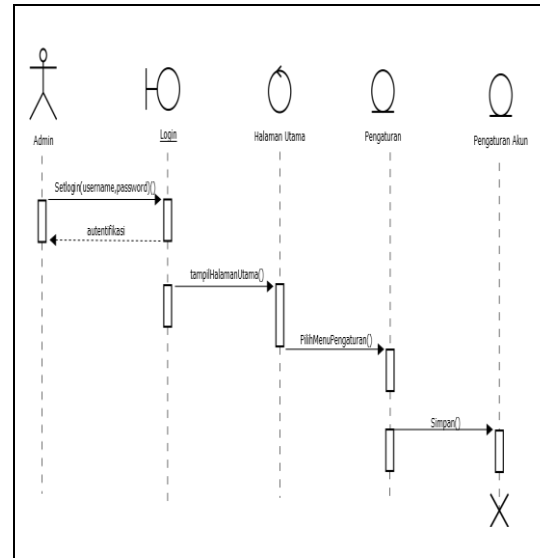 Admin
Login
Halaman Utama
Pengaturan
Pengaturan Akun
Setlogin(username,password)()
autentifikasi
tampilHalamanUtama()
PilihMenuPengaturan()
Simpan()